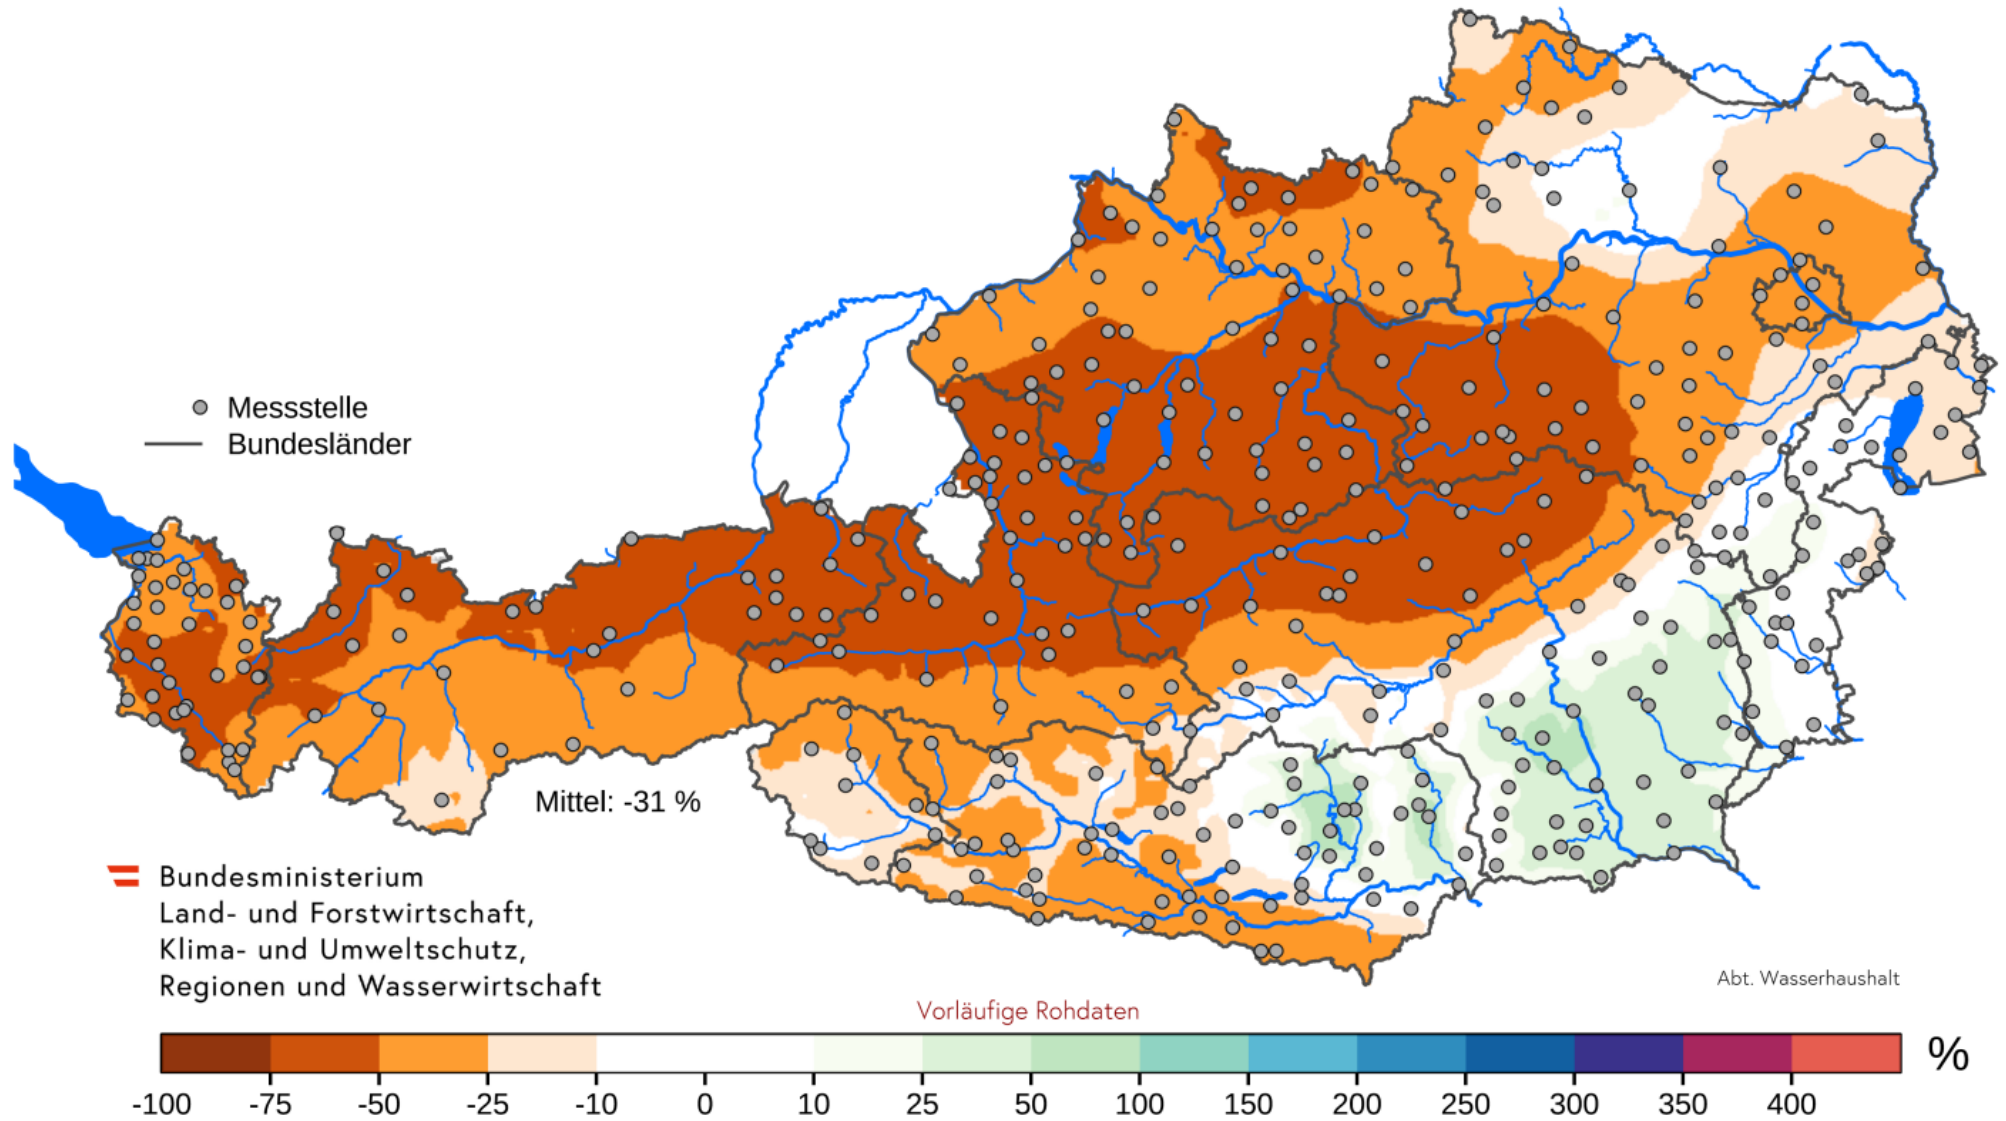 Messstelle
Bundesländer
Mittel: -31 %
Bundesministerium
Land- und Forstwirtschaft,
Klima- und Umweltschutz,
Regionen und Wasserwirtschaft
Abt. Wasserhaushalt
Vorläufige Rohdaten
%
-100 -75 -50 -25 -10 0 10 25 50 100 150 200 250 300 350 400